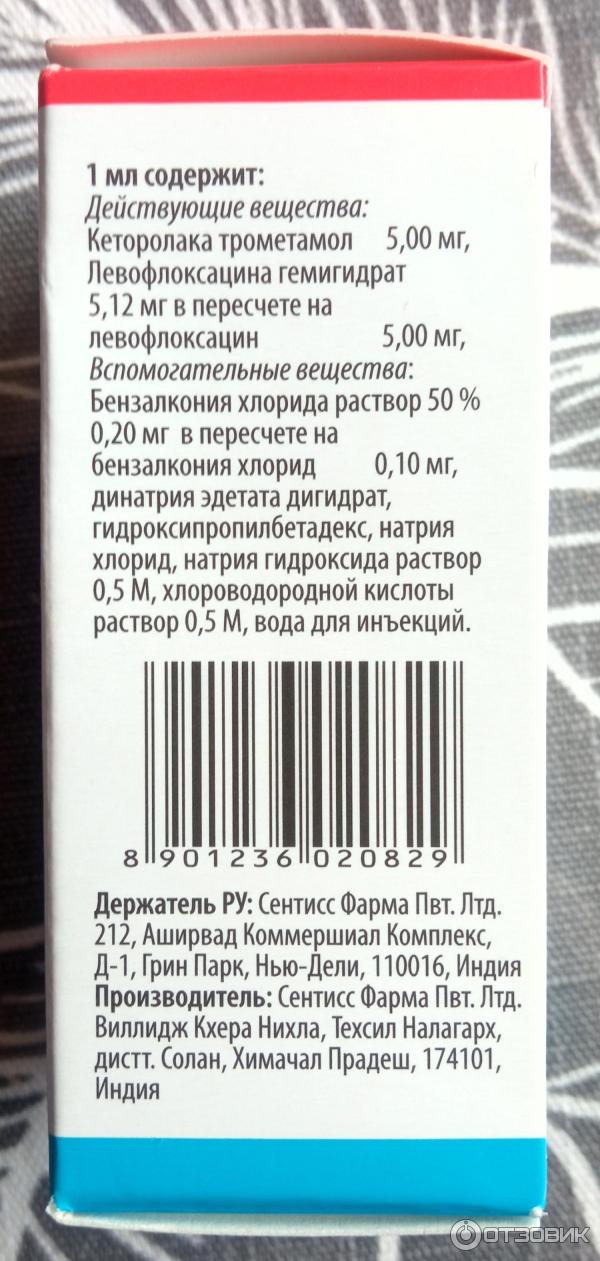 1 мл содержит:
Действующие вещества:
Кеторолака трометамол 5,00 мг,
Левофлоксацина гемигидрат
5,12 мг в пересчете на
левофлоксацин 5,00 мг,
Вспомогательные вещества:
Бензалкония хлорида раствор 50 %
0,20 мг в пересчете на
бензалкония хлорид 0,10 мг,
динатрия эдетата дигидрат,
гидроксипропилбетадекс, натрия
хлорид, натрия гидроксида раствор
0,5 М, хлороводородной кислоты
раствор 0,5 М, вода для инъекций.
8 901236 020829
Держатель РУ: Сентисс Фарма Пвт. Лтд.
212, Аширвад Коммершиал Комплекс,
Д-1, Грин Парк, Нью-Дели, 110016, Индия
Производитель: Сентисс Фарма Пвт. Лтд.
Виллидж Кхера Нихла, Техсил Налагарх,
дистт. Солан, Химачал Прадеш, 174101,
Индия
ОТЗОВИК